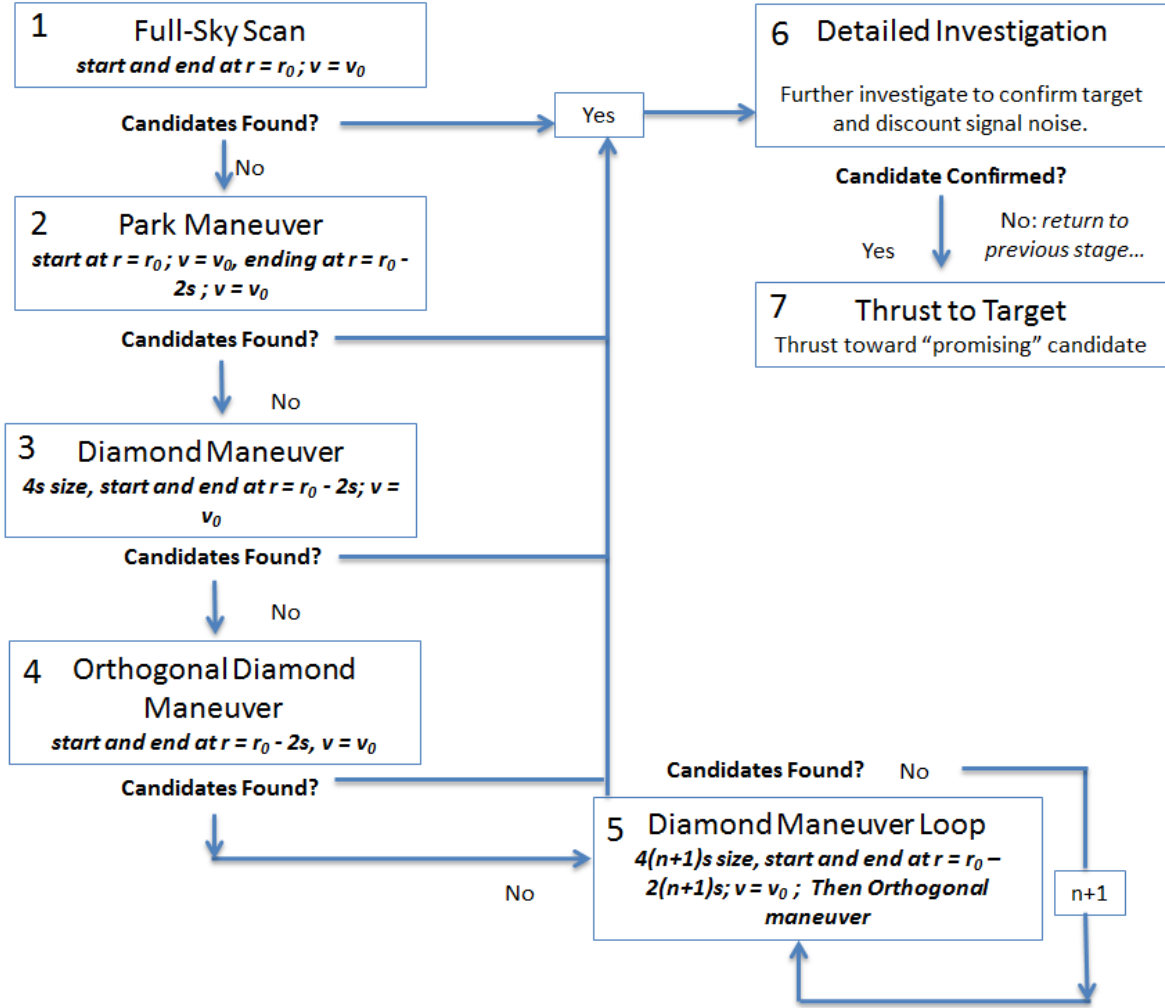 1 Full-Sky Scan
start and end at r = r₀ ; v = v₀
Candidates Found?
No
2 Park Maneuver
start at r = r₀ ; v = v₀, ending at r = r₀ -
2s ; v = v₀
Candidates Found?
No
3 Diamond Maneuver
4s size, start and end at r = r₀ - 2s; v =
v₀
Candidates Found?
No
4 Orthogonal Diamond
Maneuver
start and end at r = r₀ - 2s, v = v₀
Candidates Found?
No
Yes
Candidates Found? No
5 Diamond Maneuver Loop
4(n+1)s size, start and end at r = r₀ –
2(n+1)s; v = v₀ ; Then Orthogonal
maneuver
n+1
6 Detailed Investigation
Further investigate to confirm target
and discount signal noise.
Candidate Confirmed?
Yes
No: return to
previous stage...
7 Thrust to Target
Thrust toward “promising” candidate